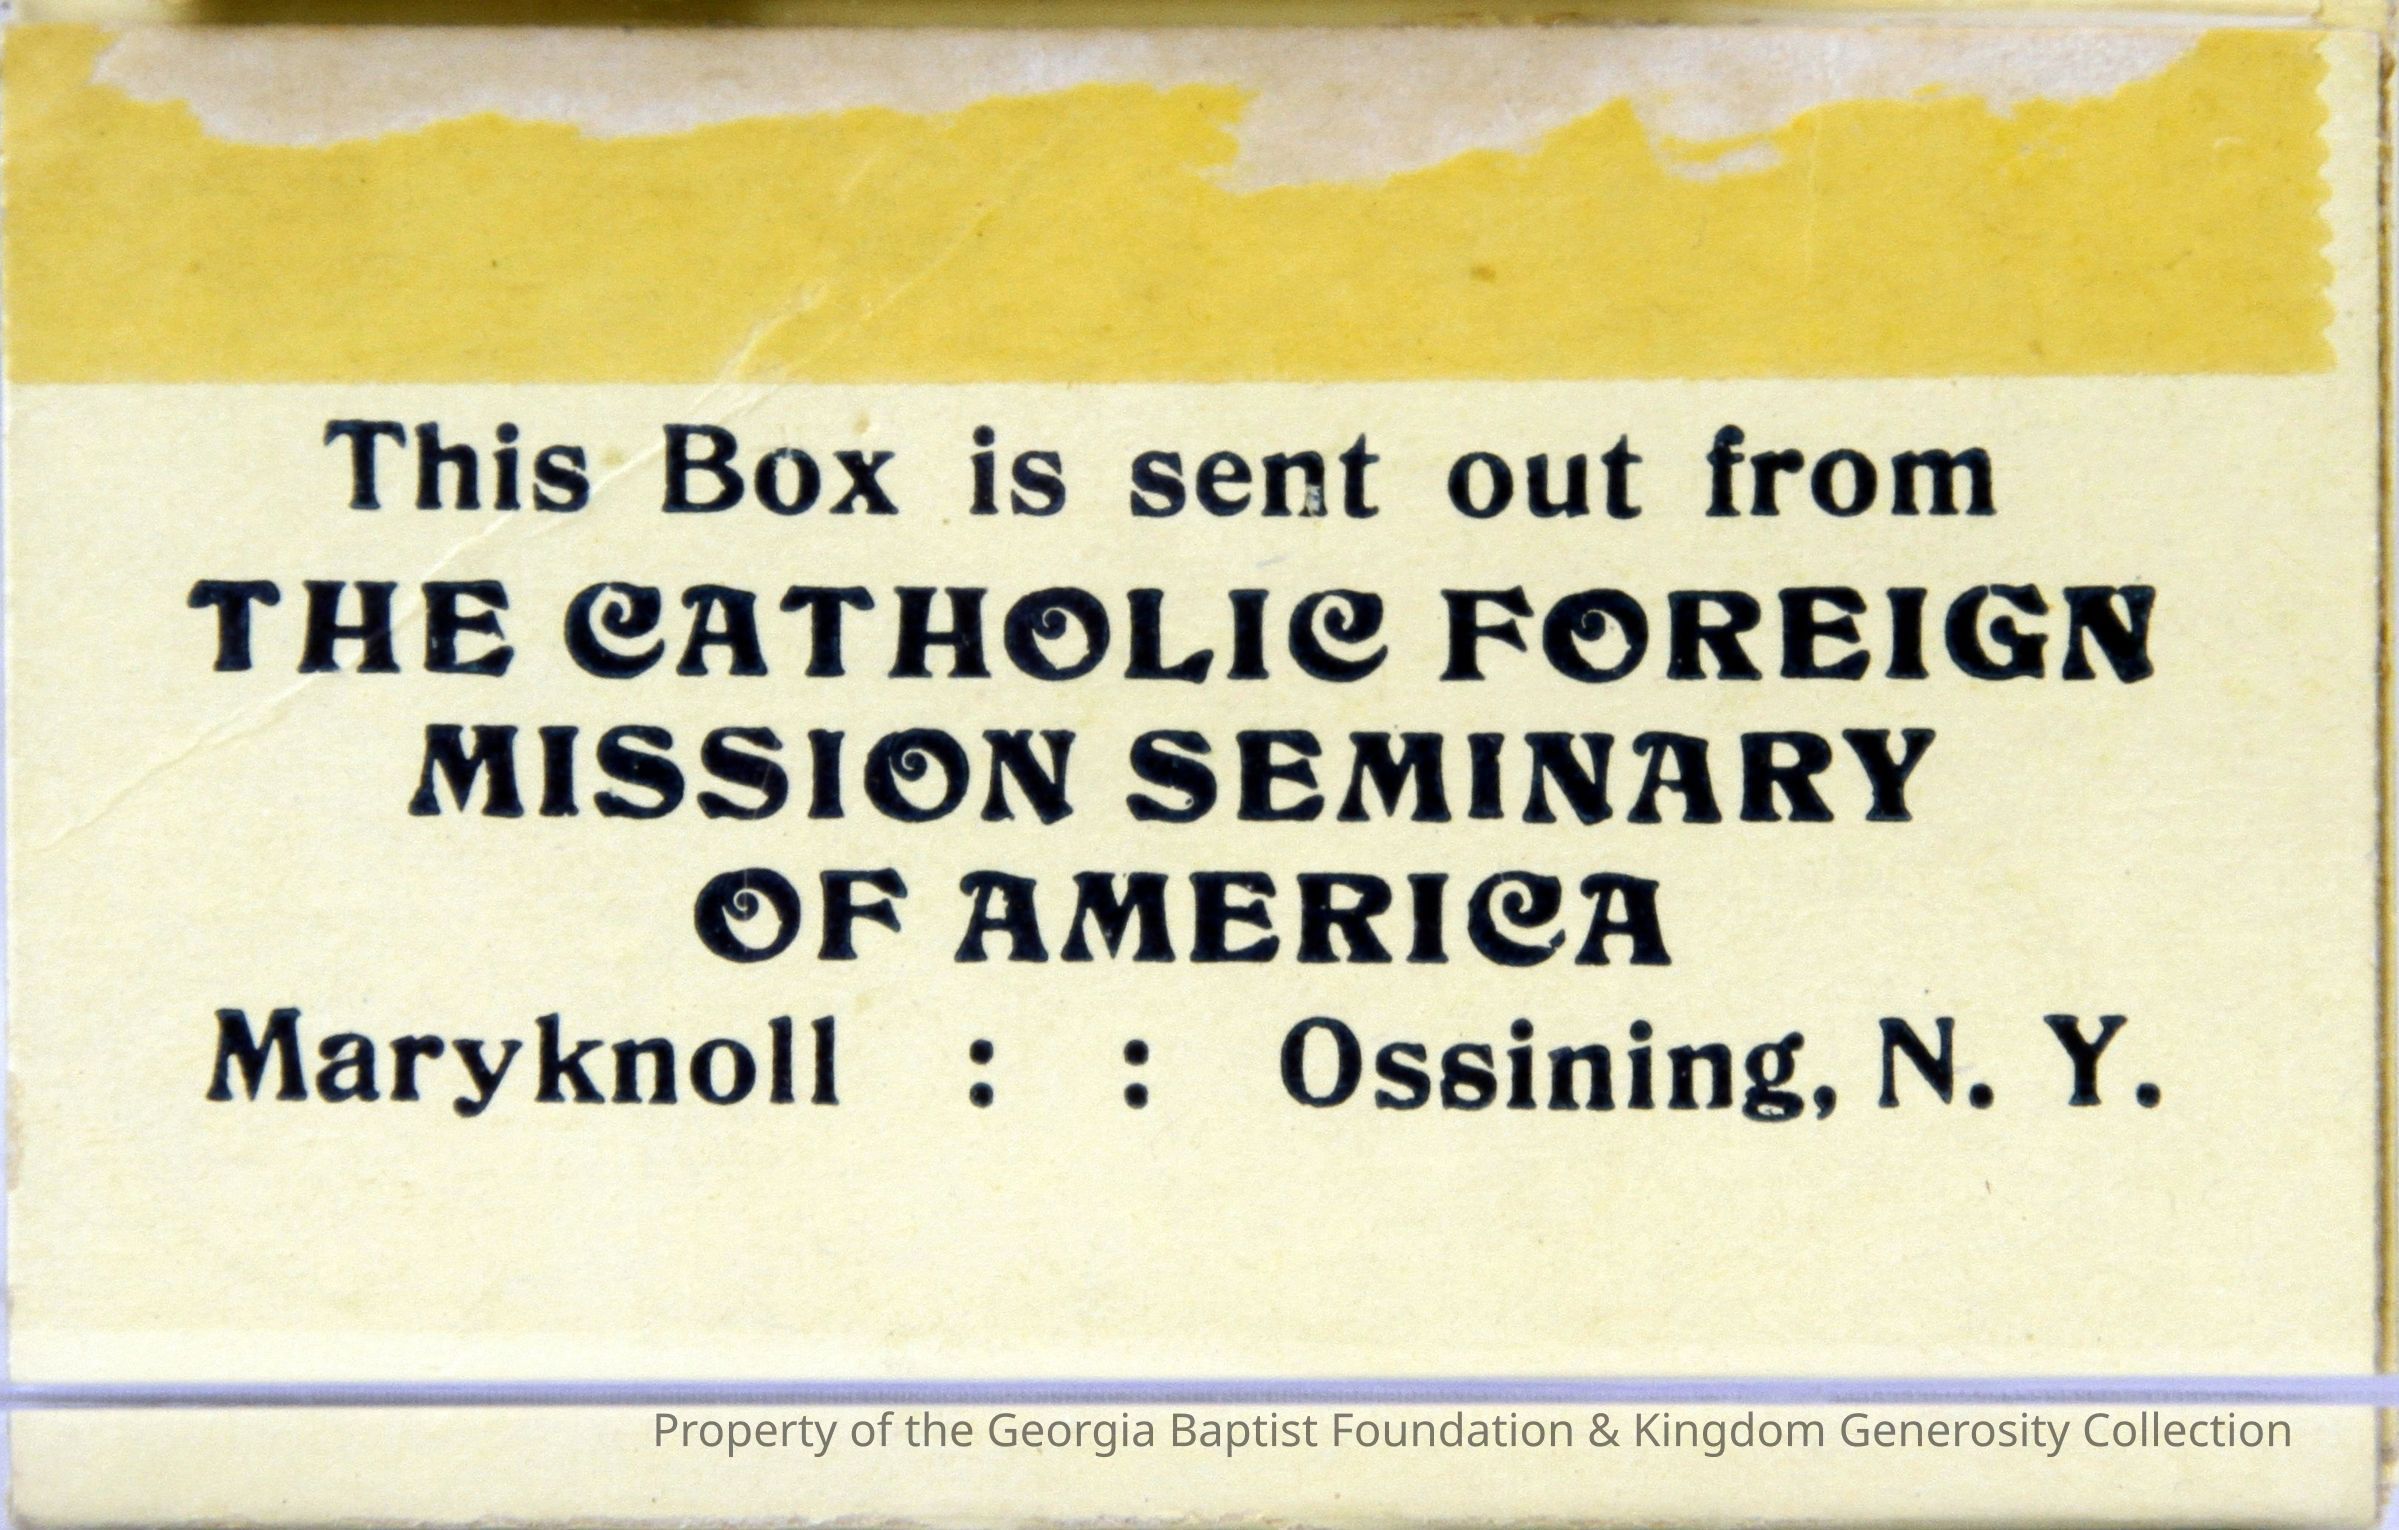 This Box is sent out from
THE CATHOLIC FOREIGN
MISSION SEMINARY
OF AMERICA
Maryknoll : : Ossining, N. Y.
Property of the Georgia Baptist Foundation & Kingdom Generosity Collection